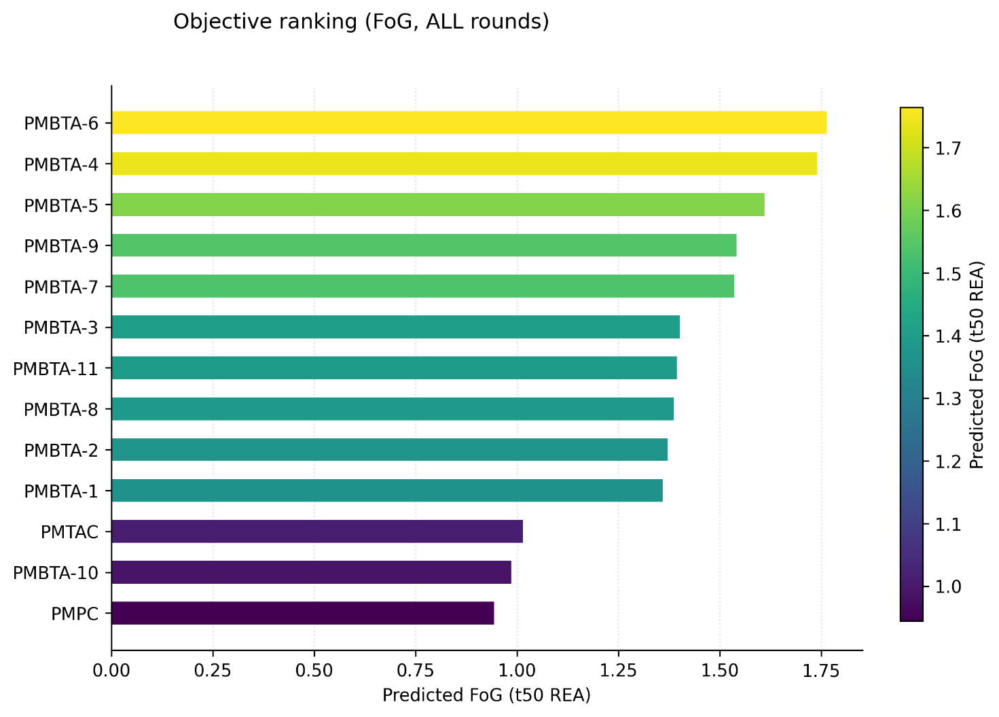 Objective ranking (FoG, ALL rounds)
PMBTA-6
PMBTA-4
PMBTA-5
PMBTA-9
PMBTA-7
PMBTA-3
PMBTA-11
PMBTA-8
PMBTA-2
PMBTA-1
PMTAC
PMBTA-10
PMPC
0.00 0.25 0.50 0.75 1.00 1.25 1.50 1.75
Predicted FoG (t50 REA)
1.7
1.6
1.5
1.4
1.3
1.2
1.1
1.0
Predicted FoG (t50 REA)